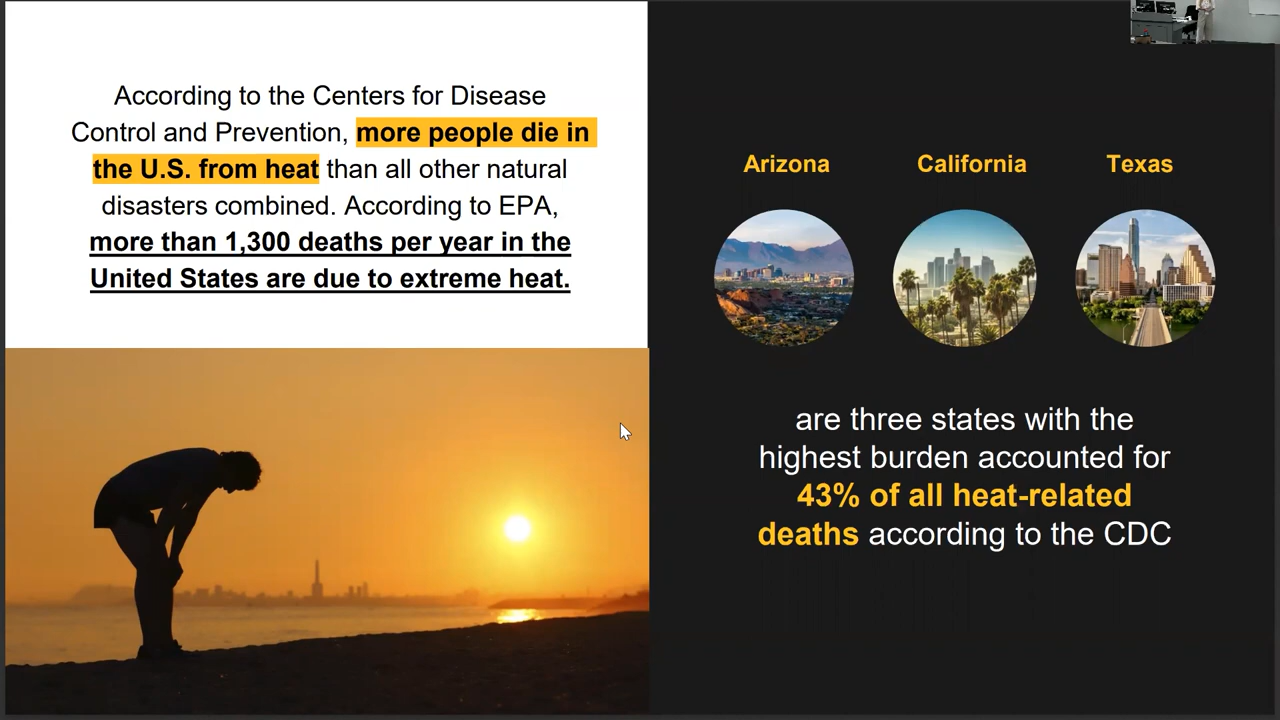 According to the Centers for Disease
Control and Prevention, more people die in
the U.S. from heat than all other natural
disasters combined. According to EPA,
more than 1,300 deaths per year in the
United States are due to extreme heat.
Arizona
California
Texas
are three states with the
highest burden accounted for
43% of all heat-related
deaths according to the CDC